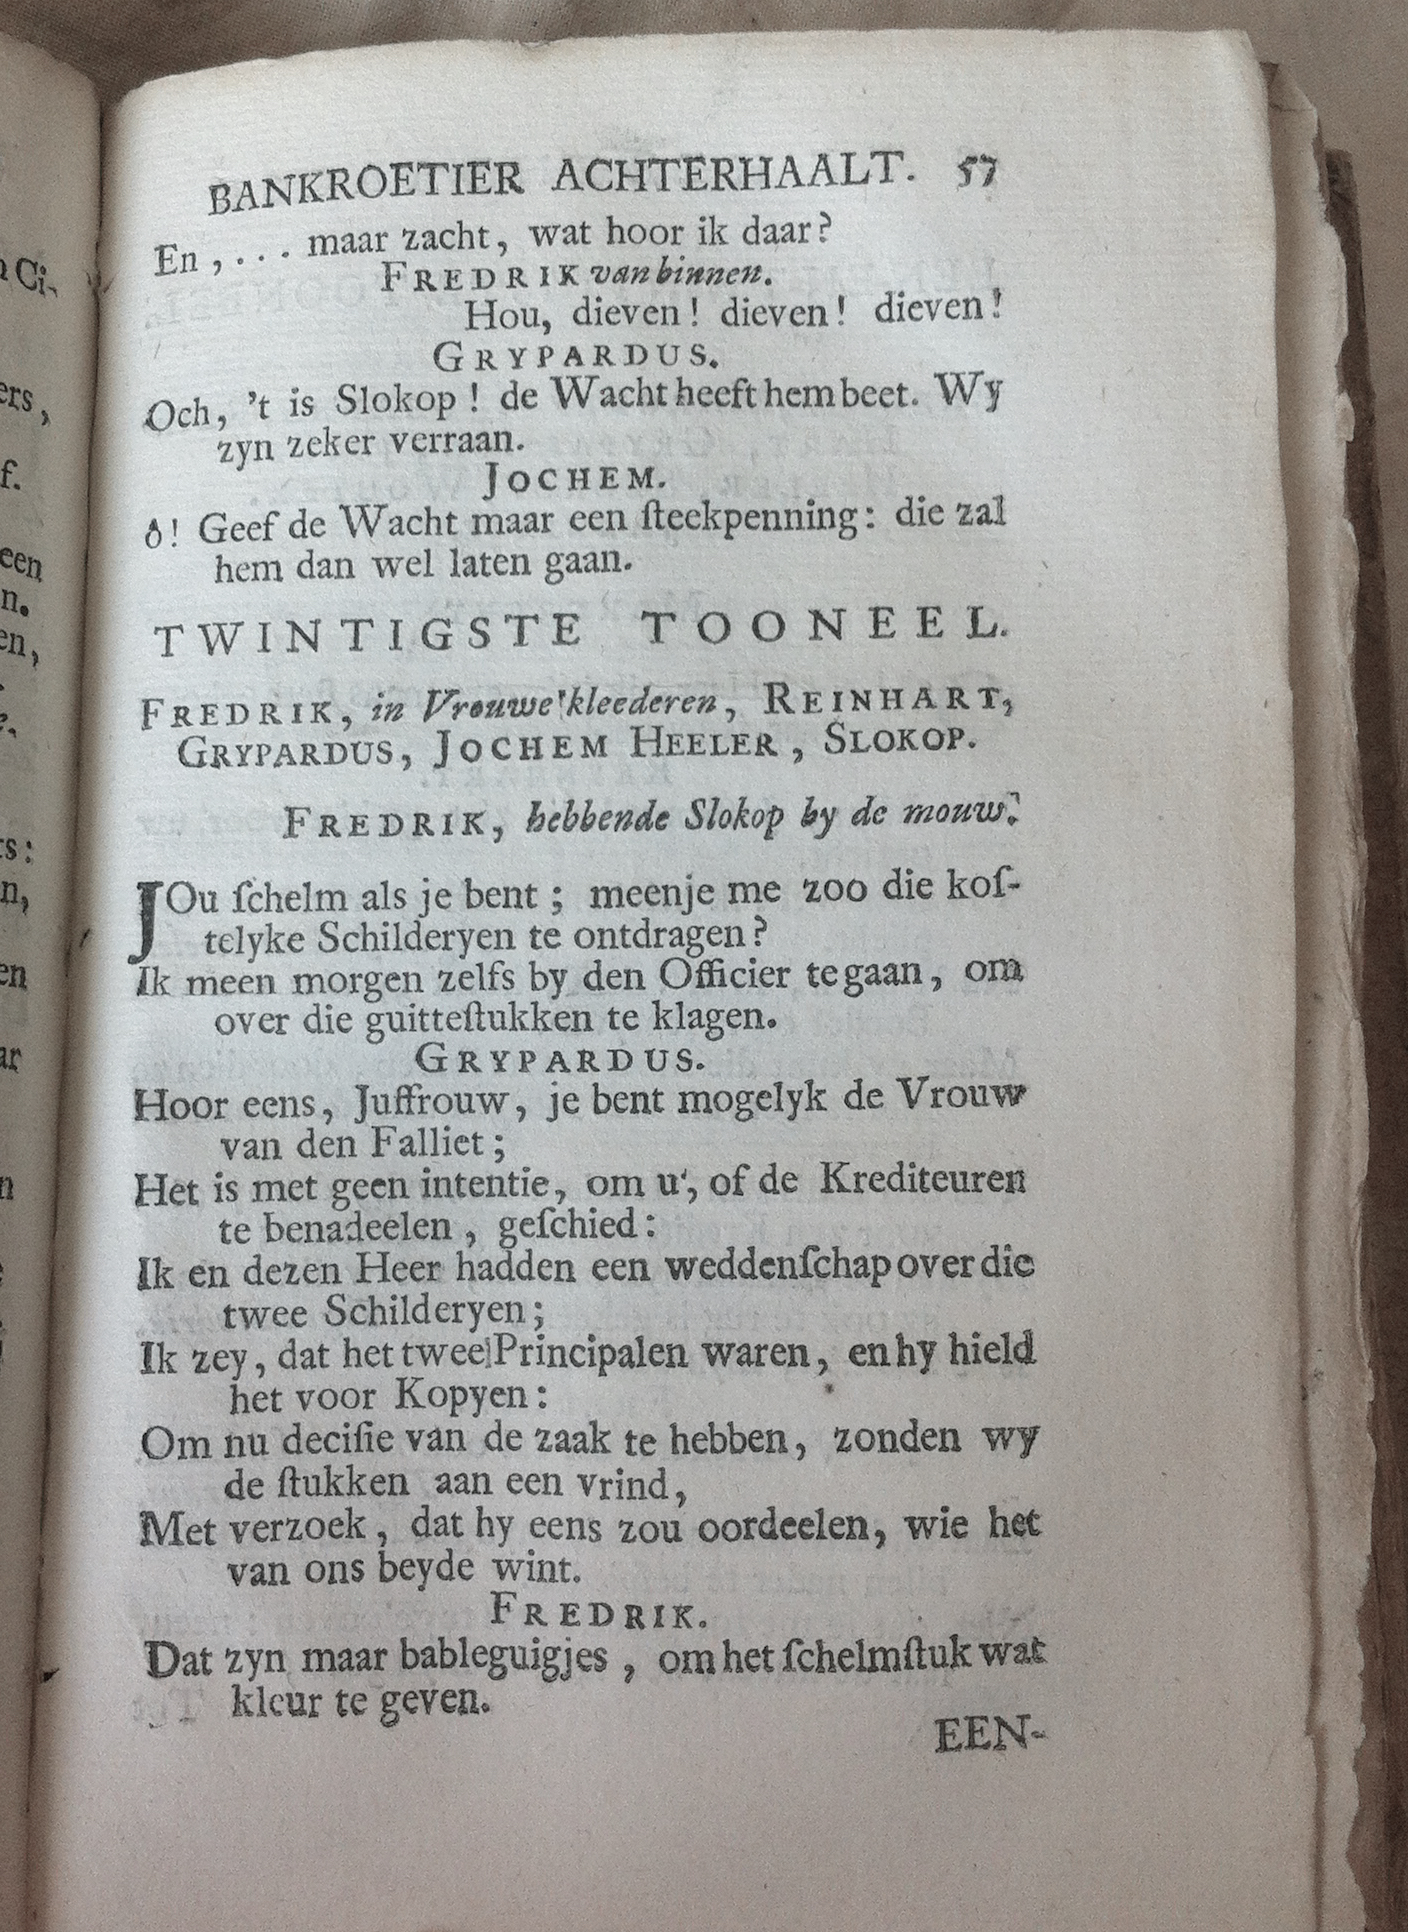 BANKROETIER ACHTERHAALT. 57
En, . . . maar zacht, wat hoor ik daar?
FREDRIK van binnen.
Hou, dieven! dieven! dieven!
GRYPARDUS.
Och, 't is Slokop! de Wacht heeft hem beet. Wy
zyn zeker verraan.
JOCHEM.
ô! Geef de Wacht maar een ſteekpenning: die zal
hem dan wel laten gaan.
TWINTIGSTE TOONEEL.
FREDRIK, in Vrouwe'kleederen, REINHART,
GRYPARDUS, JOCHEM HEELER, SLOKOP.
FREDRIK, hebbende Slokop by de mouw.
JOu ſchelm als je bent; meenje me zoo die koſ-
telyke Schilderyen te ontdragen?
Ik meen morgen zelfs by den Officier te gaan, om
over die guitteſtukken te klagen.
GRYPARDUS.
Hoor eens, Juffrouw, je bent mogelyk de Vrouw
van den Falliet;
Het is met geen intentie, om u', of de Krediteuren
te benadeelen, geſchied:
Ik en dezen Heer hadden een weddenſchap over die
twee Schilderyen;
Ik zey, dat het twee Principalen waren, en hy hield
het voor Kopyen:
Om nu deciſie van de zaak te hebben, zonden wy
de ſtukken aan een vrind,
Met verzoek, dat hy eens zou oordeelen, wie het
van ons beyde wint.
FREDRIK.
Dat zyn maar bableguigjes, om het ſchelmſtuk wat
kleur te geven.
EEN-
n Ci-
ers,
f.
een
n.
en,
n,
en
ar
n